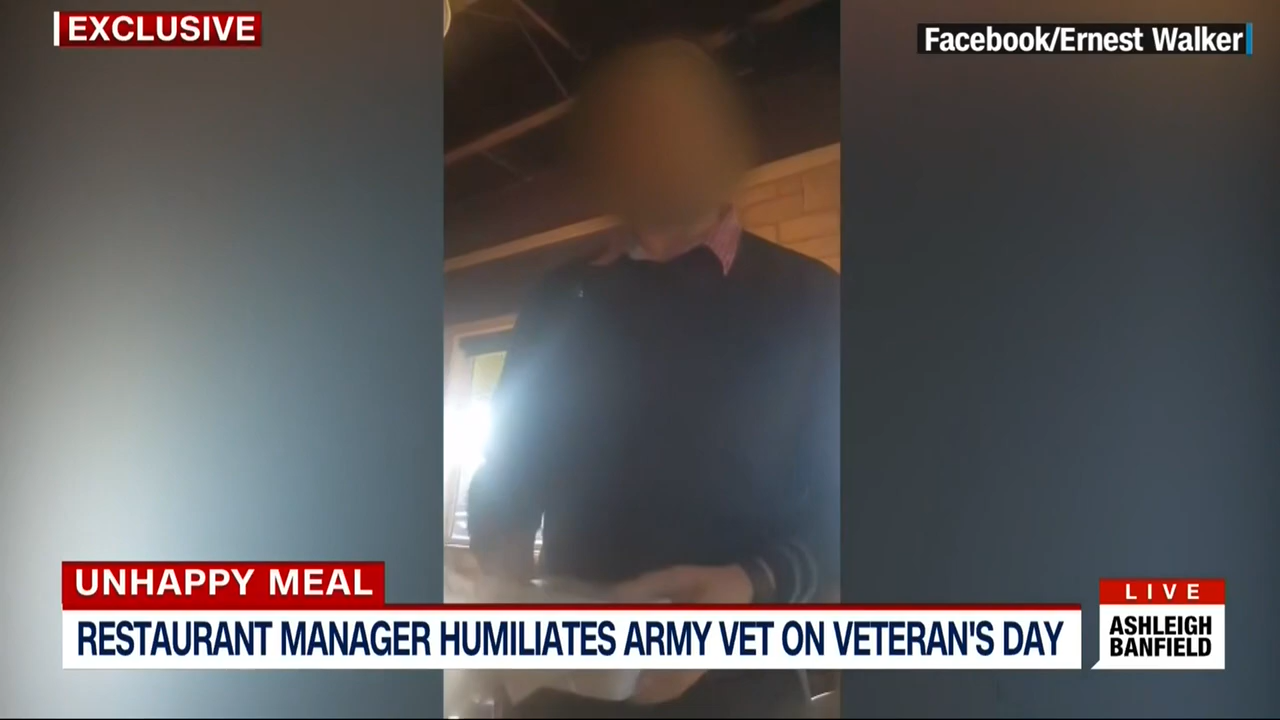 EXCLUSIVE
Facebook/Ernest Walker
UNHAPPY MEAL
RESTAURANT MANAGER HUMILIATES ARMY VET ON VETERAN'S DAY
LIVE
ASHLEIGH
BANFIELD